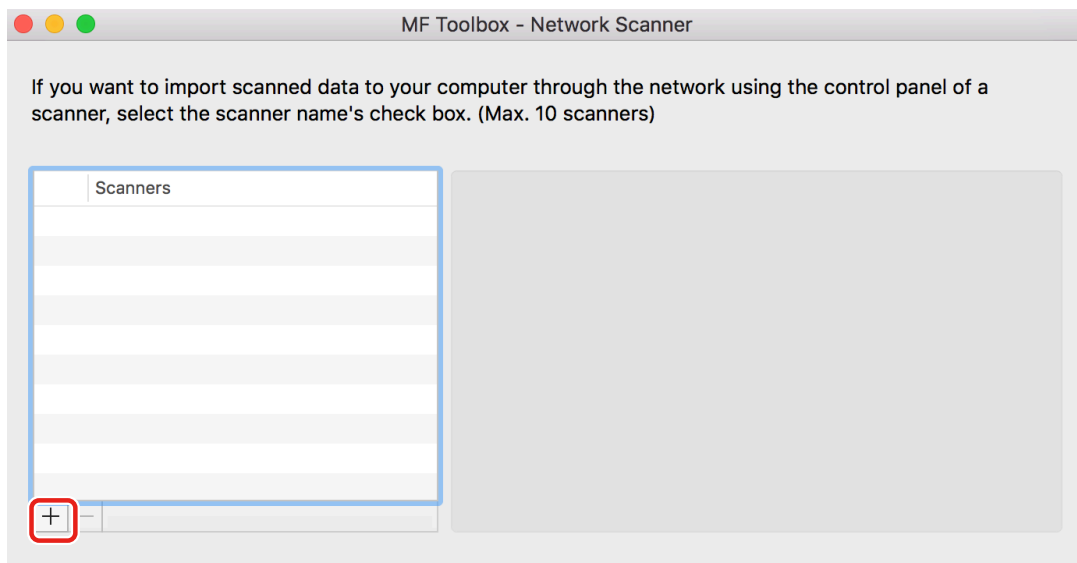 MF Toolbox - Network Scanner
If you want to import scanned data to your computer through the network using the control panel of a
scanner, select the scanner name's check box. (Max. 10 scanners)
Scanners
+ −